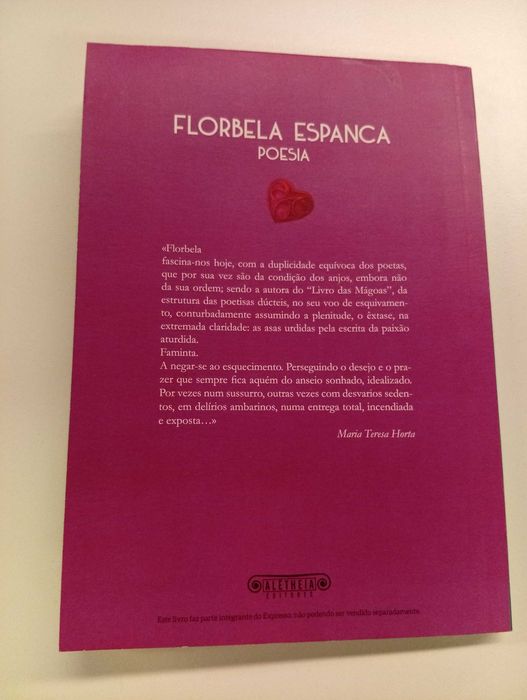 FLORBELA ESPANCA
POESIA
«Florbela
fascina-nos hoje, com a duplicidade equívoca dos poetas,
que por sua vez são da condição dos anjos, embora não
da sua ordem; sendo a autora do “Livro das Mágoas”, da
estrutura das poetisas dúcteis, no seu voo de esquivamen-
to, conturbadamente assumindo a plenitude, o êxtase, na
extremada claridade: as asas urdidas pela escrita da paixão
aturdida.
Faminta.
A negar-se ao esquecimento. Perseguindo o desejo e o pra-
zer que sempre fica aquém do anseio sonhado, idealizado.
Por vezes num sussurro, outras vezes com desvarios seden-
tos, em delírios ambarinos, numa entrega total, incendiada
e exposta…»
Maria Teresa Horta
ALÊTHEIA
EDITORES
Este livro faz parte integrante do Expresso, não podendo ser vendido separadamente.